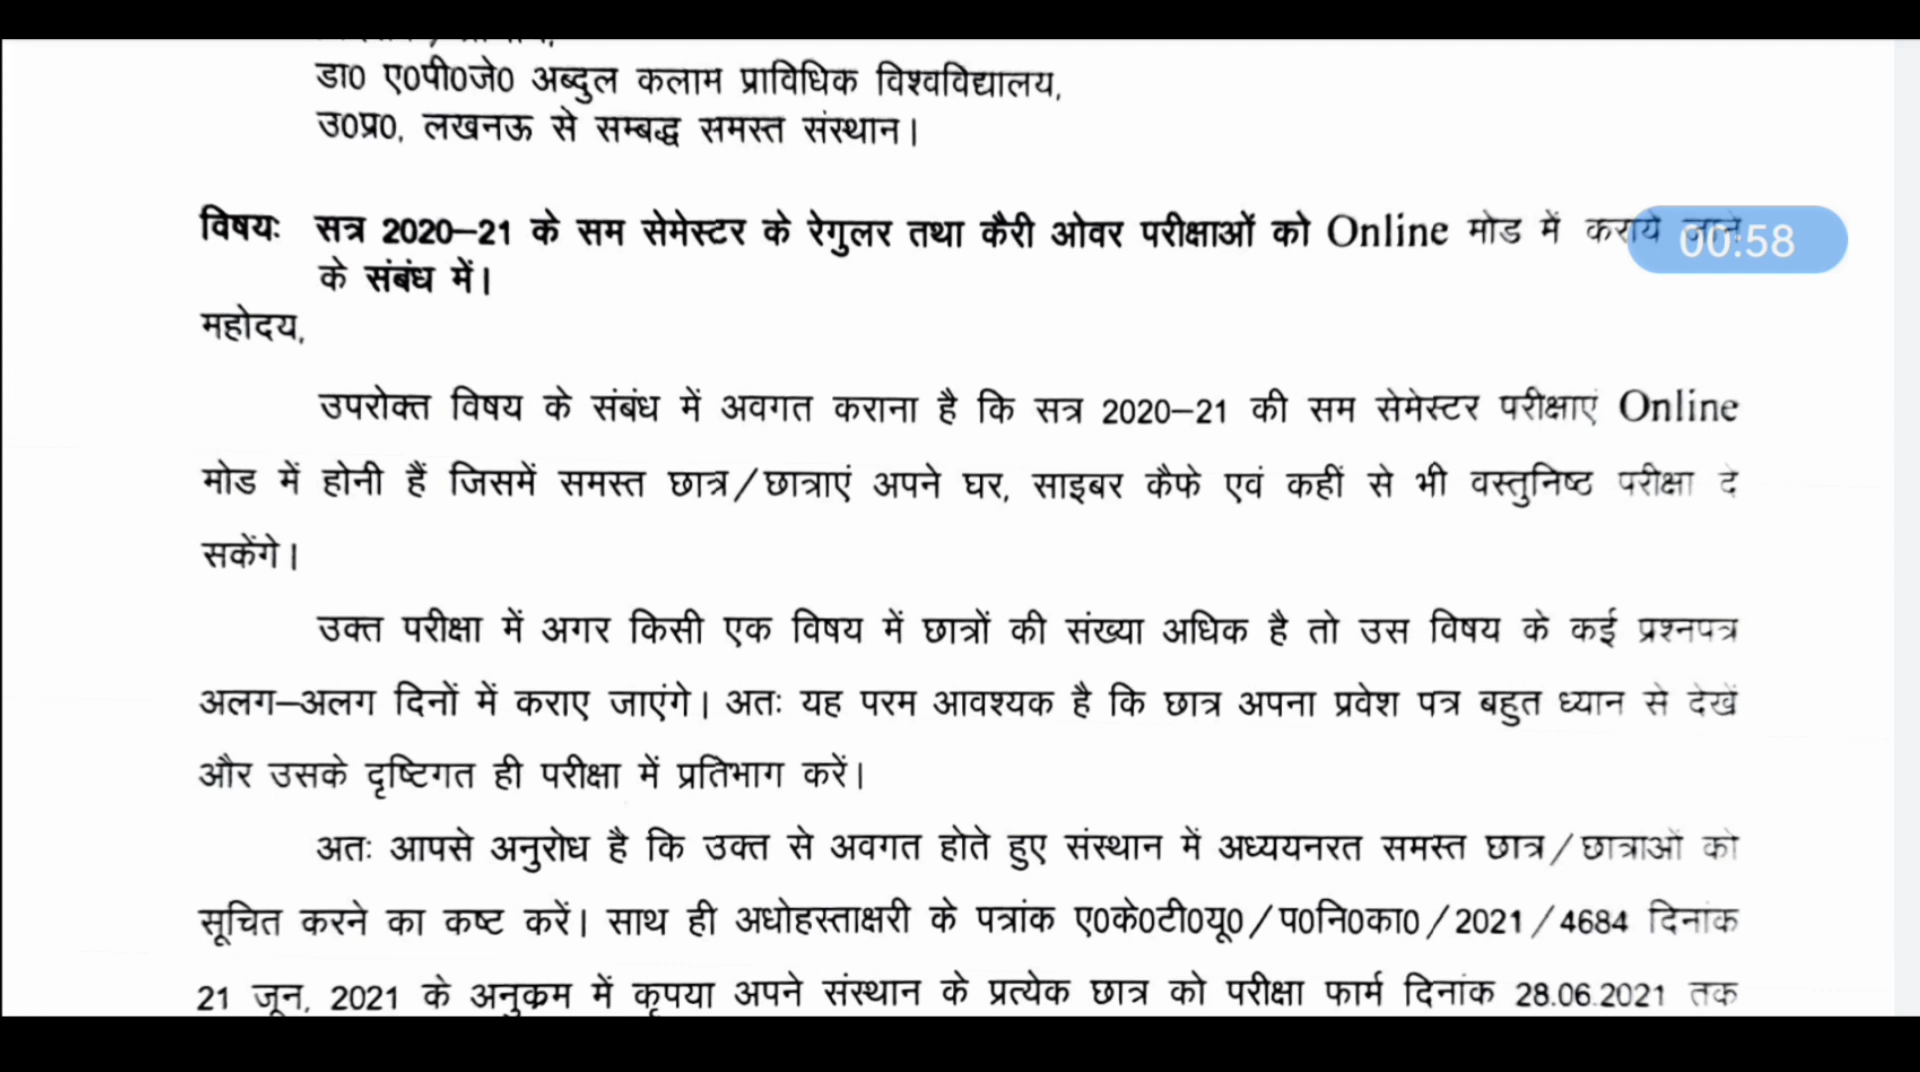 डा0 ए0पी0जे0 अब्दुल कलाम प्राविधिक विश्वविद्यालय,
उ0प्र0, लखनऊ से सम्बद्ध समस्त संस्थान।
विषयः सत्र 2020–21 के सम सेमेस्टर के रेगुलर तथा कैरी ओवर परीक्षाओं को Online मोड में कराये जाने
00:58
के संबंध में।
महोदय,
उपरोक्त विषय के संबंध में अवगत कराना है कि सत्र 2020–21 की सम सेमेस्टर परीक्षाएं Online
मोड में होनी हैं जिसमें समस्त छात्र/छात्राएं अपने घर, साइबर कैफे एवं कहीं से भी वस्तुनिष्ठ परीक्षा दे
सकेंगे।
उक्त परीक्षा में अगर किसी एक विषय में छात्रों की संख्या अधिक है तो उस विषय के कई प्रश्नपत्र
अलग–अलग दिनों में कराए जाएंगे। अतः यह परम आवश्यक है कि छात्र अपना प्रवेश पत्र बहुत ध्यान से देखें
और उसके दृष्टिगत ही परीक्षा में प्रतिभाग करें।
अतः आपसे अनुरोध है कि उक्त से अवगत होते हुए संस्थान में अध्ययनरत समस्त छात्र/छात्राओं को
सूचित करने का कष्ट करें। साथ ही अधोहस्ताक्षरी के पत्रांक ए0के0टी0यू0/प0नि0का0/2021/4684 दिनांक
21 जून, 2021 के अनुक्रम में कृपया अपने संस्थान के प्रत्येक छात्र को परीक्षा फार्म दिनांक 28.06.2021 तक